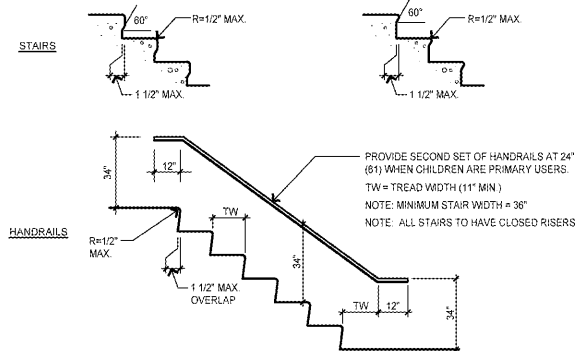 60°
R=1/2" MAX.
60°
R=1/2" MAX.
STAIRS
1 1/2" MAX.
1 1/2" MAX.
12"
34"
PROVIDE SECOND SET OF HANDRAILS AT 24"
(61) WHEN CHILDREN ARE PRIMARY USERS.
TW = TREAD WIDTH (11" MIN )
NOTE: MINIMUM STAIR WIDTH = 36"
NOTE: ALL STAIRS TO HAVE CLOSED RISERS
TW
HANDRAILS
R=1/2"
MAX.
34"
1 1/2" MAX.
OVERLAP
TW
12"
34"